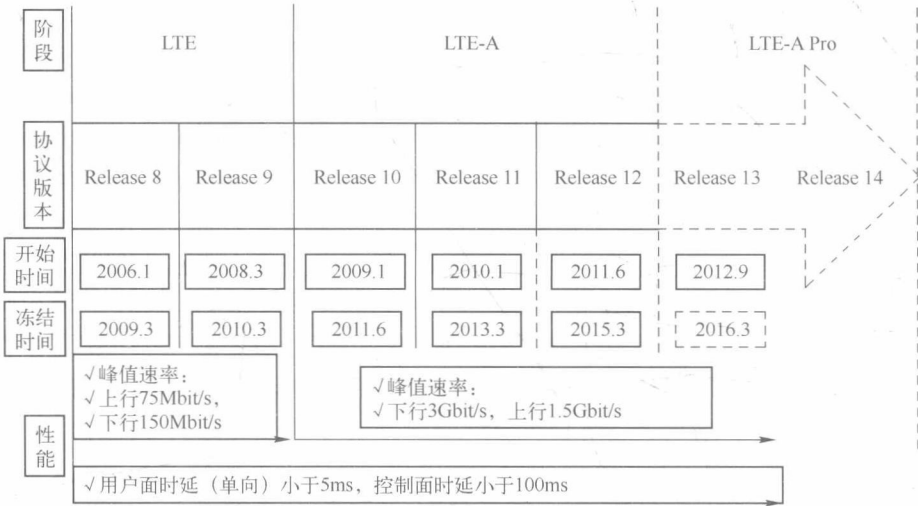 阶段
LTE
LTE-A
LTE-A Pro
协议版本
Release 8
Release 9
Release 10
Release 11
Release 12
Release 13
Release 14
开始时间
2006.1
2008.3
2009.1
2010.1
2011.6
2012.9
冻结时间
2009.3
2010.3
2011.6
2013.3
2015.3
2016.3
性能
√峰值速率：
√上行75Mbit/s，
√下行150Mbit/s
√峰值速率：
√下行3Gbit/s，上行1.5Gbit/s
√用户面时延（单向）小于5ms，控制面时延小于100ms